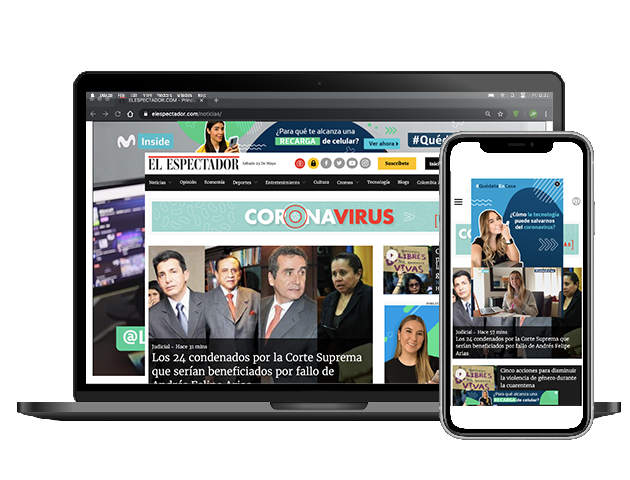 ELESPECTADOR.COM - Princi
elespectador.com/noticias/
Inside
¿Para qué te alcanza una
RECARGA de celular?
Ver ahora
#Quéd
EL ESPECTADOR
Sábado 23 De Mayo
Suscríbete
Inici
Noticias
Opinión
Economía
Deportes
Entretenimiento
Cultura
Cromos
Tecnología
Blogs
Colombia 2
CORONAVIRUS
Judicial - Hace 31 mins
Los 24 condenados por la Corte Suprema
que serían beneficiados por fallo de
Andrés Felipe Arias
LIBRES
VIVAS
@L
#QuédateEnCasa
¿Cómo la tecnología
puede salvarnos
del coronavirus?
Judicial - Hace 37 mins
Los 24 condenados por la Corte Suprema que
serían beneficiados por fallo de Andrés Felipe
Arias
LIBRES
VIVAS
Cinco acciones para disminuir
la violencia de género durante
la cuarentena
¿Para qué te alcanza una
RECARGA de celular?